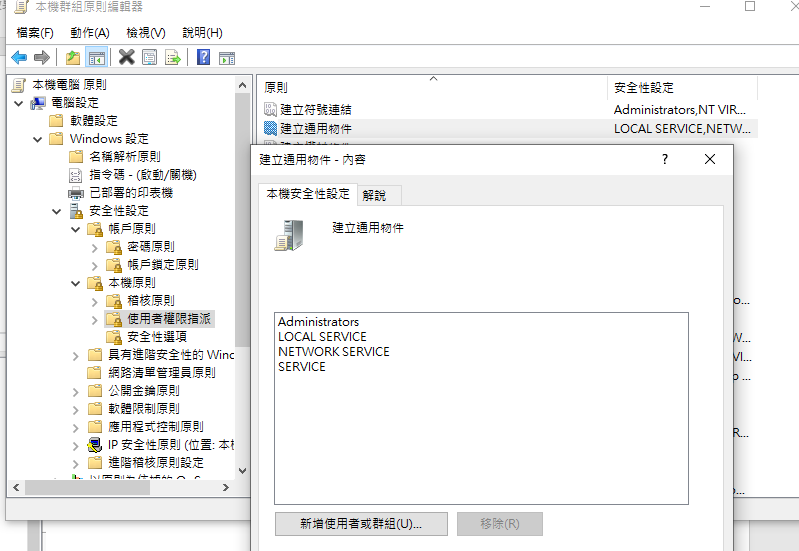 本機群組原則編輯器
檔案(F) 動作(A) 檢視(V) 說明(H)
本機電腦 原則
電腦設定
軟體設定
Windows 設定
名稱解析原則
指令碼 - (啟動/關機)
已部署的印表機
安全性設定
帳戶原則
密碼原則
帳戶鎖定原則
本機原則
稽核原則
使用者權限指派
安全性選項
具有進階安全性的 Winc
網路清單管理員原則
公開金鑰原則
軟體限制原則
應用程式控制原則
IP 安全性原則 (位置: 本機
進階稽核原則設定
原則 安全性設定
建立符號連結 Administrators,NT VIR...
建立通用物件 LOCAL SERVICE,NETW...
建立通用物件 - 內容
? 
本機安全性設定 解說
建立通用物件
Administrators
LOCAL SERVICE
NETWORK SERVICE
SERVICE
新增使用者或群組(U)... 移除(R)
o...
W...
VI...
o ...
R...
o...